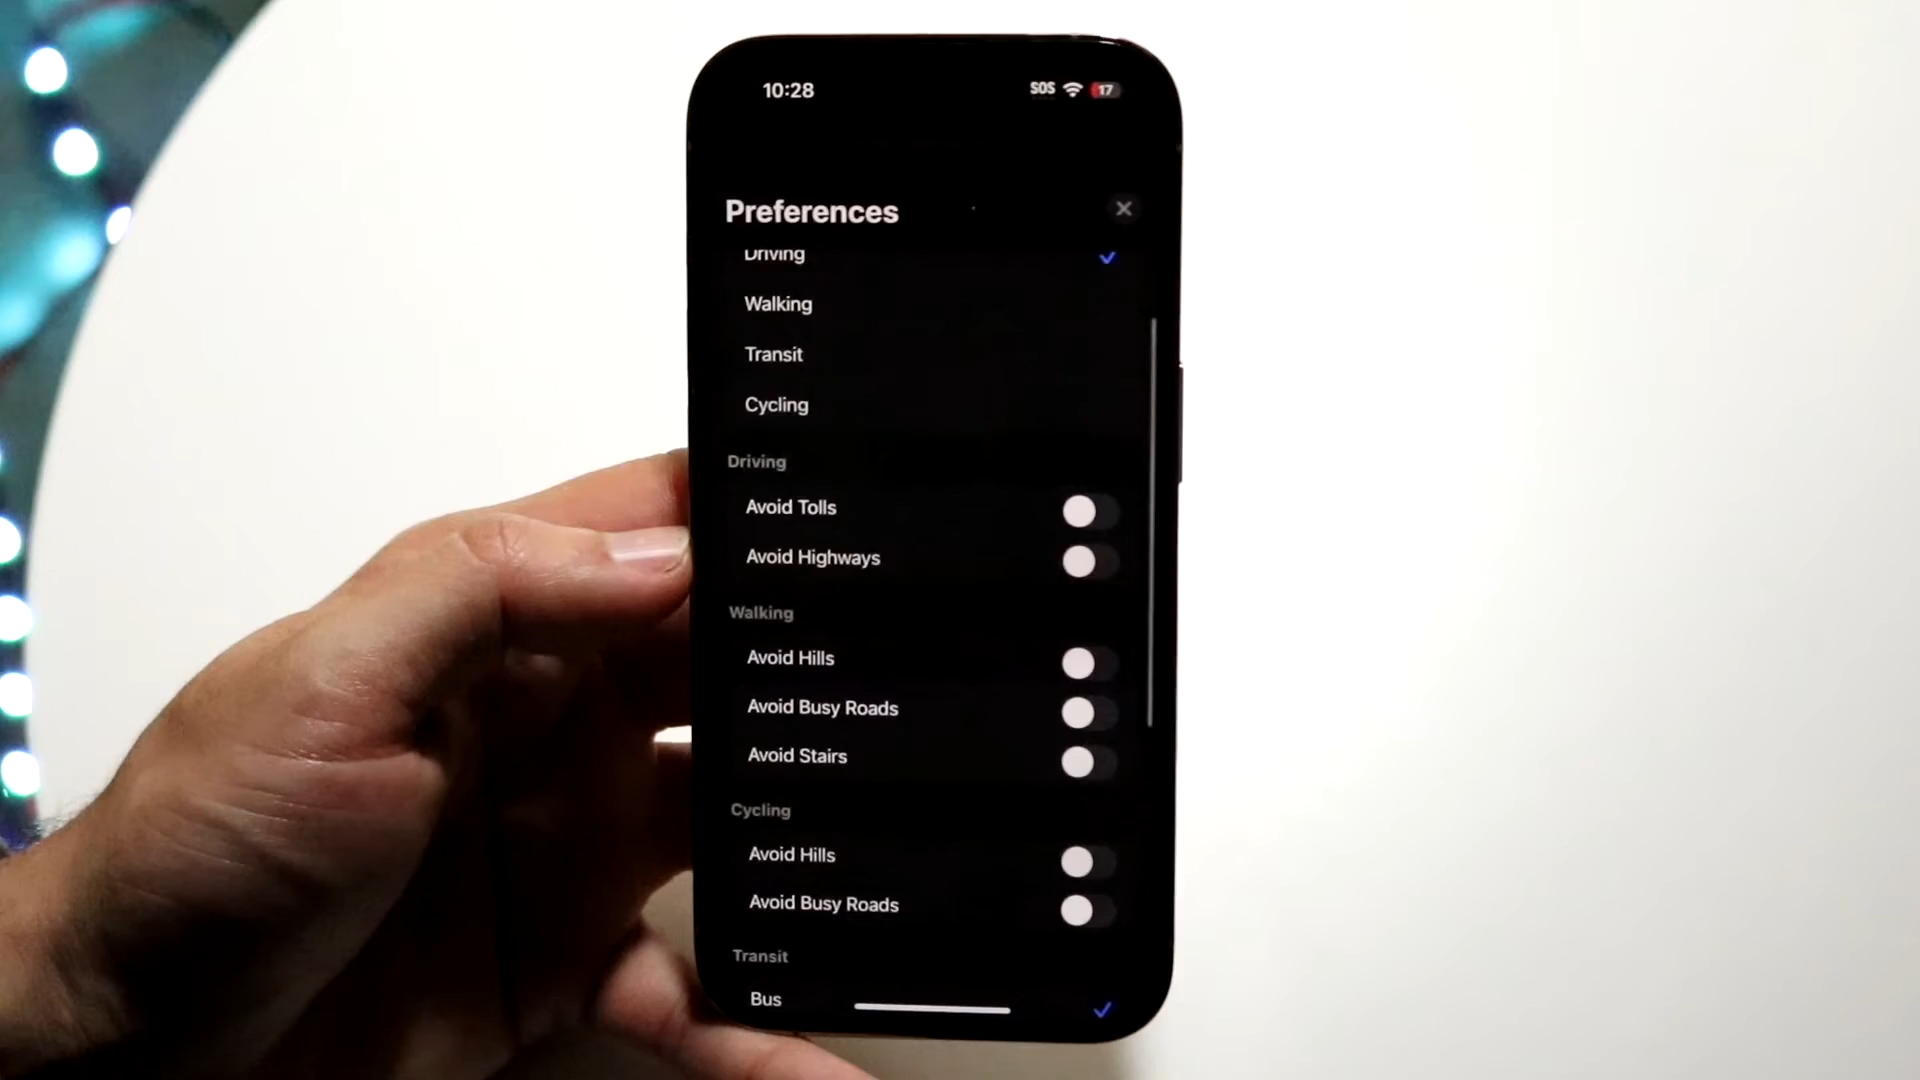 10:28 SOS 17
Preferences
Driving
Walking
Transit
Cycling
Driving
Avoid Tolls
Avoid Highways
Walking
Avoid Hills
Avoid Busy Roads
Avoid Stairs
Cycling
Avoid Hills
Avoid Busy Roads
Transit
Bus